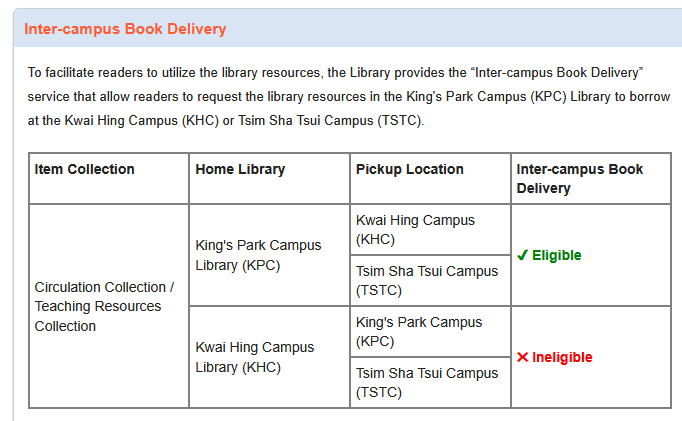 Inter-campus Book Delivery
To facilitate readers to utilize the library resources, the Library provides the “Inter-campus Book Delivery”
service that allow readers to request the library resources in the King's Park Campus (KPC) Library to borrow
at the Kwai Hing Campus (KHC) or Tsim Sha Tsui Campus (TSTC).
Item Collection
Home Library
Pickup Location
Inter-campus Book
Delivery
Circulation Collection /
Teaching Resources
Collection
King's Park Campus
Library (KPC)
Kwai Hing Campus
(KHC)
Tsim Sha Tsui Campus
(TSTC)
✓ Eligible
Kwai Hing Campus
Library (KHC)
King's Park Campus
(KPC)
Tsim Sha Tsui Campus
(TSTC)
✕ Ineligible